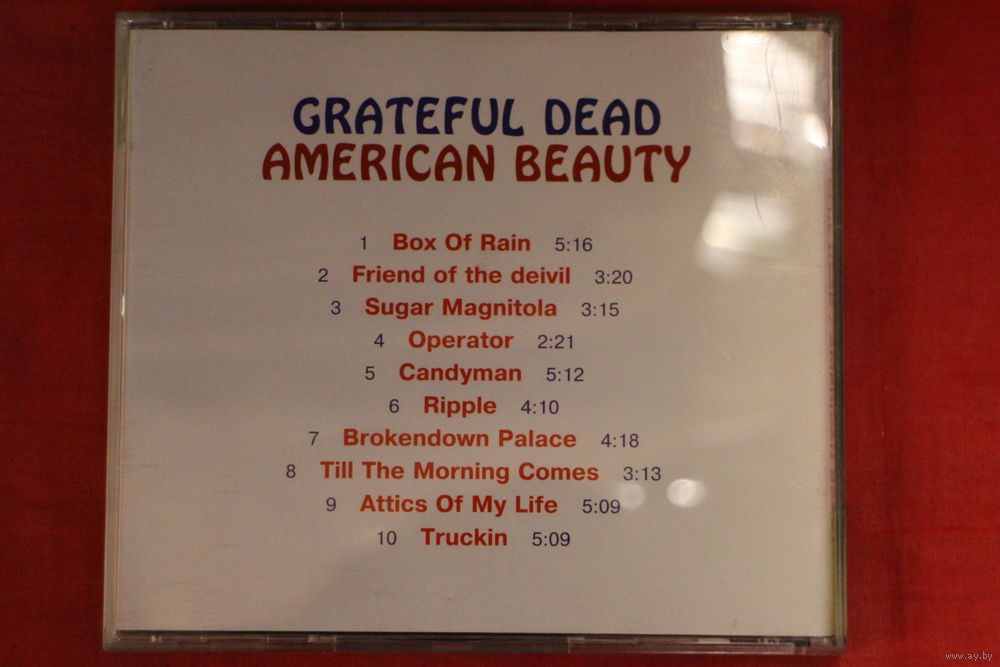 GRATEFUL DEAD
AMERICAN BEAUTY
1 Box Of Rain 5:16
2 Friend of the deivil 3:20
3 Sugar Magnitola 3:15
4 Operator 2:21
5 Candyman 5:12
6 Ripple 4:10
7 Brokendown Palace 4:18
8 Till The Morning Comes 3:13
9 Attics Of My Life 5:09
10 Truckin 5:09
www.ay.by